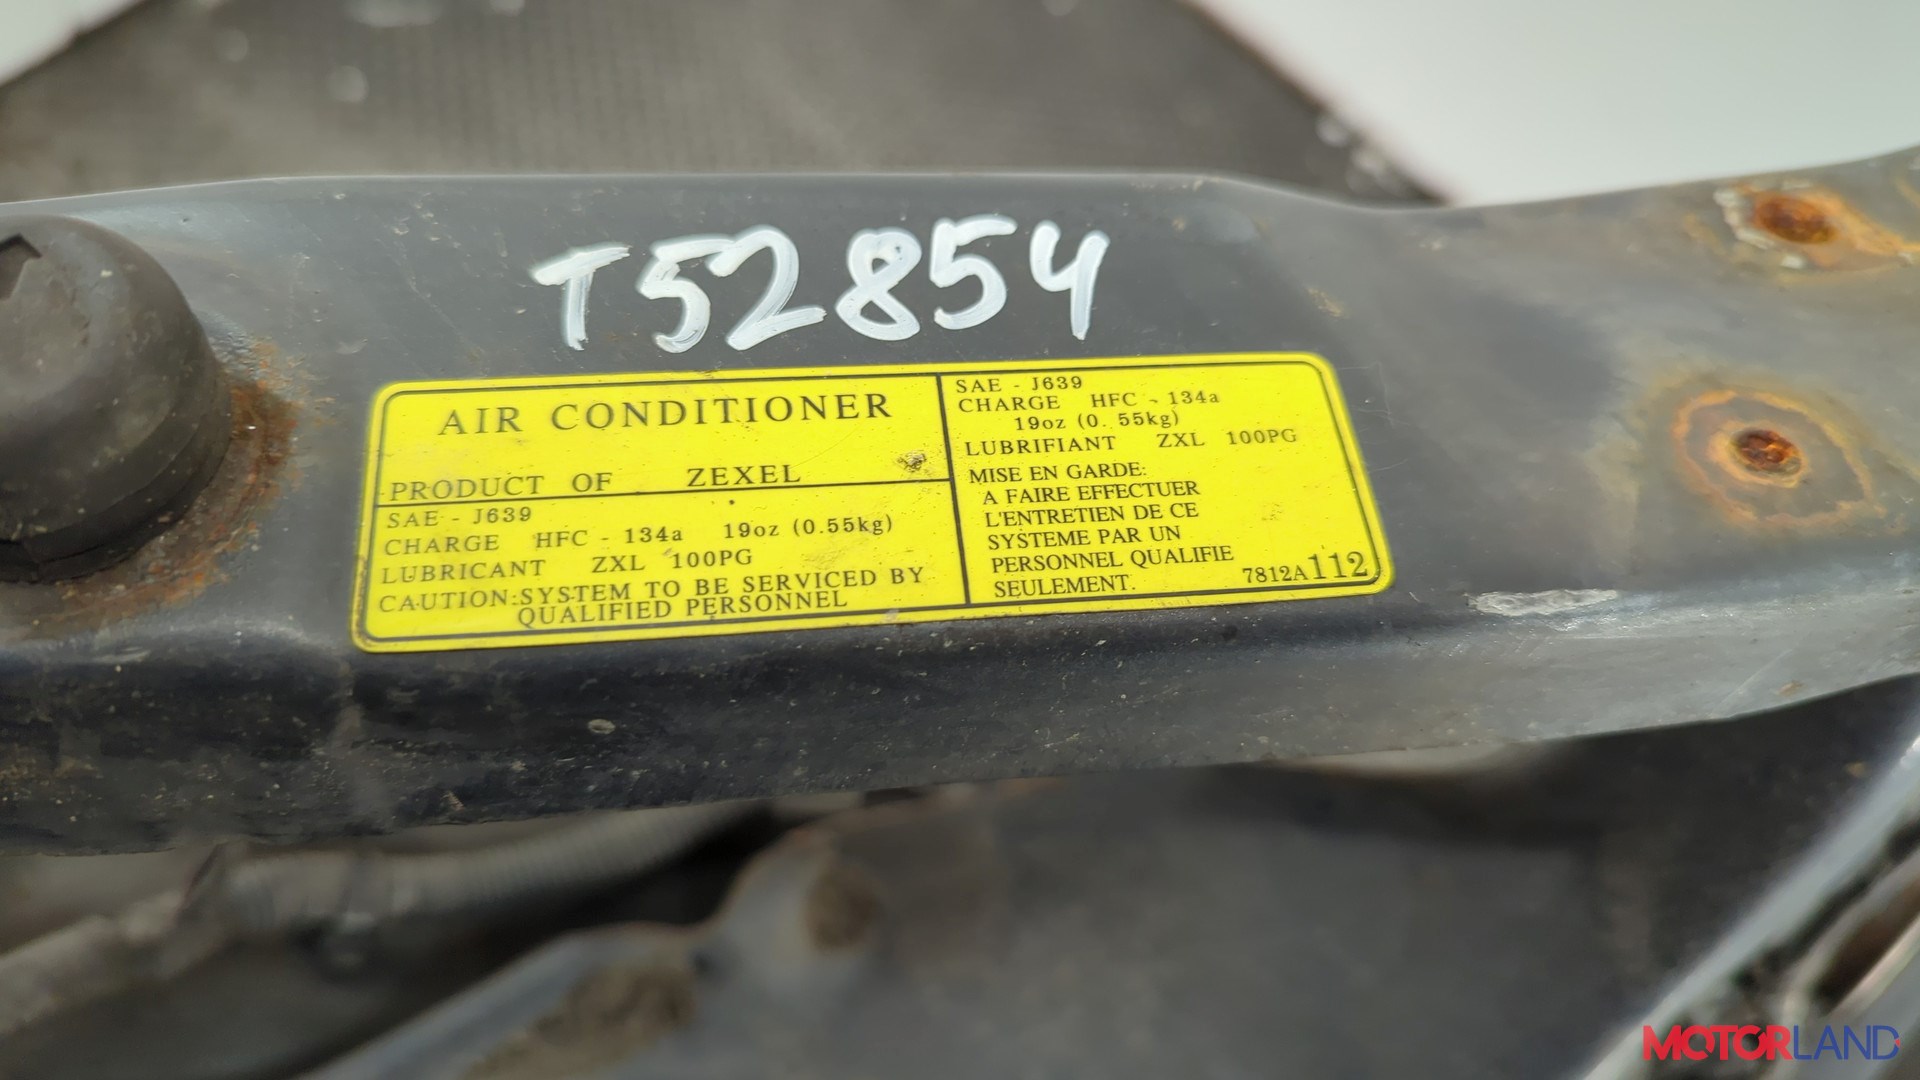 T52854
AIR CONDITIONER
PRODUCT OF ZEXEL
SAE - J639
CHARGE HFC - 134a 19oz (0.55kg)
LUBRICANT ZXL 100PG
CAUTION:SYSTEM TO BE SERVICED BY
QUALIFIED PERSONNEL
SAE - J639
CHARGE HFC - 134a
19oz (0. 55kg)
LUBRIFIANT ZXL 100PG
MISE EN GARDE:
A FAIRE EFFECTUER
L'ENTRETIEN DE CE
SYSTEME PAR UN
PERSONNEL QUALIFIE
SEULEMENT.
7812A112
MOTORLAND